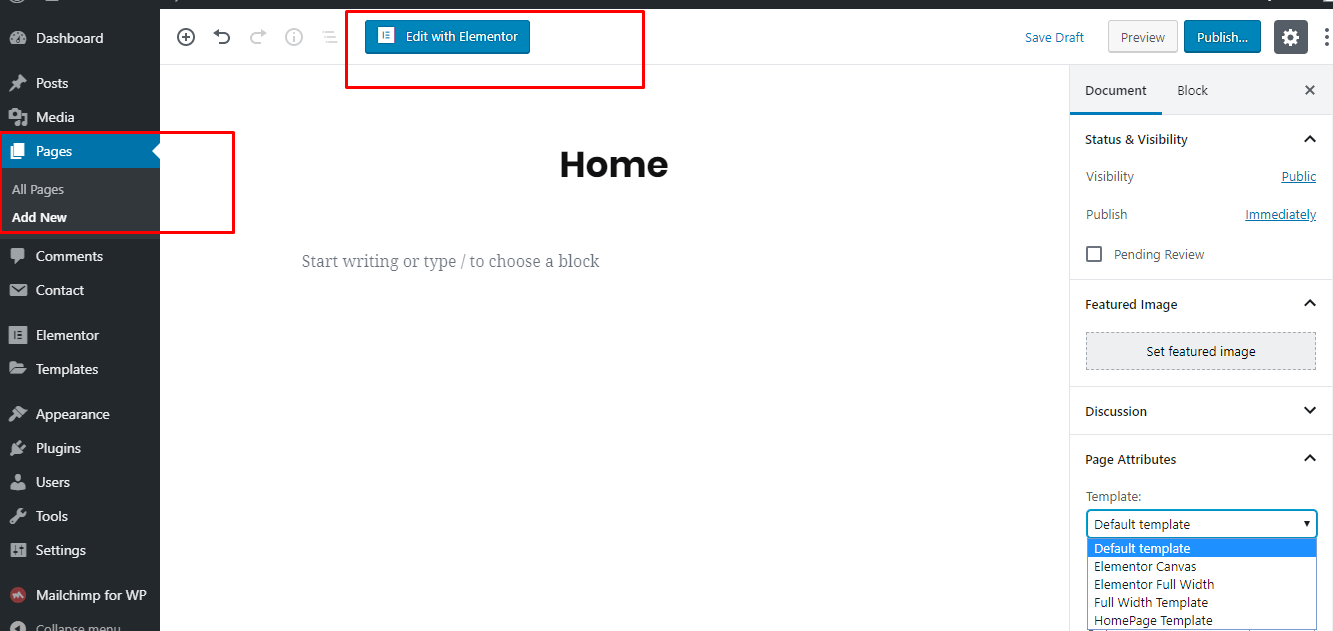 Dashboard
Posts
Media
Pages
All Pages
Add New
Comments
Contact
Elementor
Templates
Appearance
Plugins
Users
Tools
Settings
Mailchimp for WP
Collapse menu
Edit with Elementor
Save Draft
Preview
Publish...
Home
Start writing or type / to choose a block
Document
Block
Status & Visibility
Visibility
Public
Publish
Immediately
Pending Review
Featured Image
Set featured image
Discussion
Page Attributes
Template:
Default template
Default template
Elementor Canvas
Elementor Full Width
Full Width Template
HomePage Template